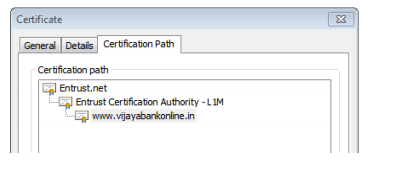 Certificate
General Details Certification Path
Certification path
Entrust.net
Entrust Certification Authority - L1M
www.vijayabankonline.in